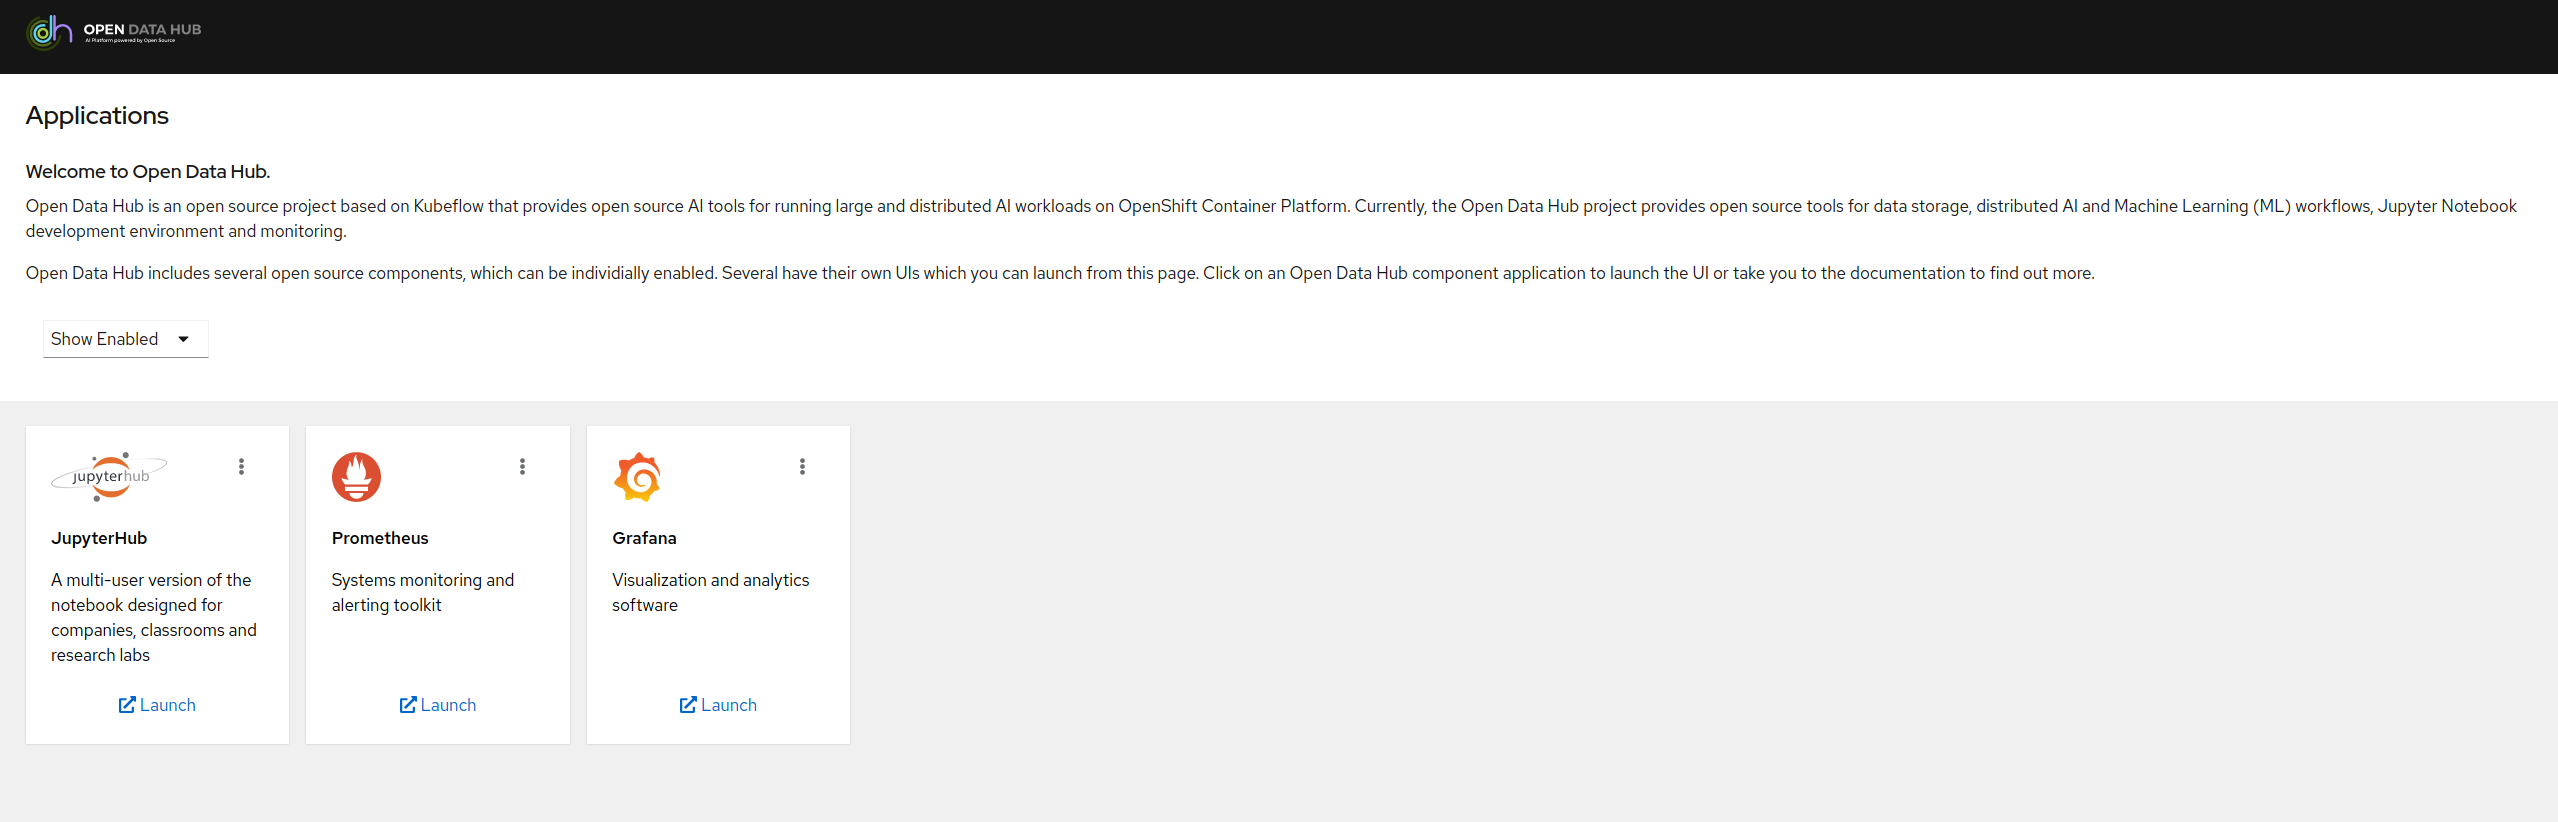 OPEN DATA HUB
AI Platform powered by Open Source
Applications
Welcome to Open Data Hub.
Open Data Hub is an open source project based on Kubeflow that provides open source AI tools for running large and distributed AI workloads on OpenShift Container Platform. Currently, the Open Data Hub project provides open source tools for data storage, distributed AI and Machine Learning (ML) workflows, Jupyter Notebook
development environment and monitoring.
Open Data Hub includes several open source components, which can be individially enabled. Several have their own UIs which you can launch from this page. Click on an Open Data Hub component application to launch the UI or take you to the documentation to find out more.
Show Enabled
jupyterhub
JupyterHub
A multi-user version of the
notebook designed for
companies, classrooms and
research labs
Launch
Prometheus
Systems monitoring and
alerting toolkit
Launch
Grafana
Visualization and analytics
software
Launch